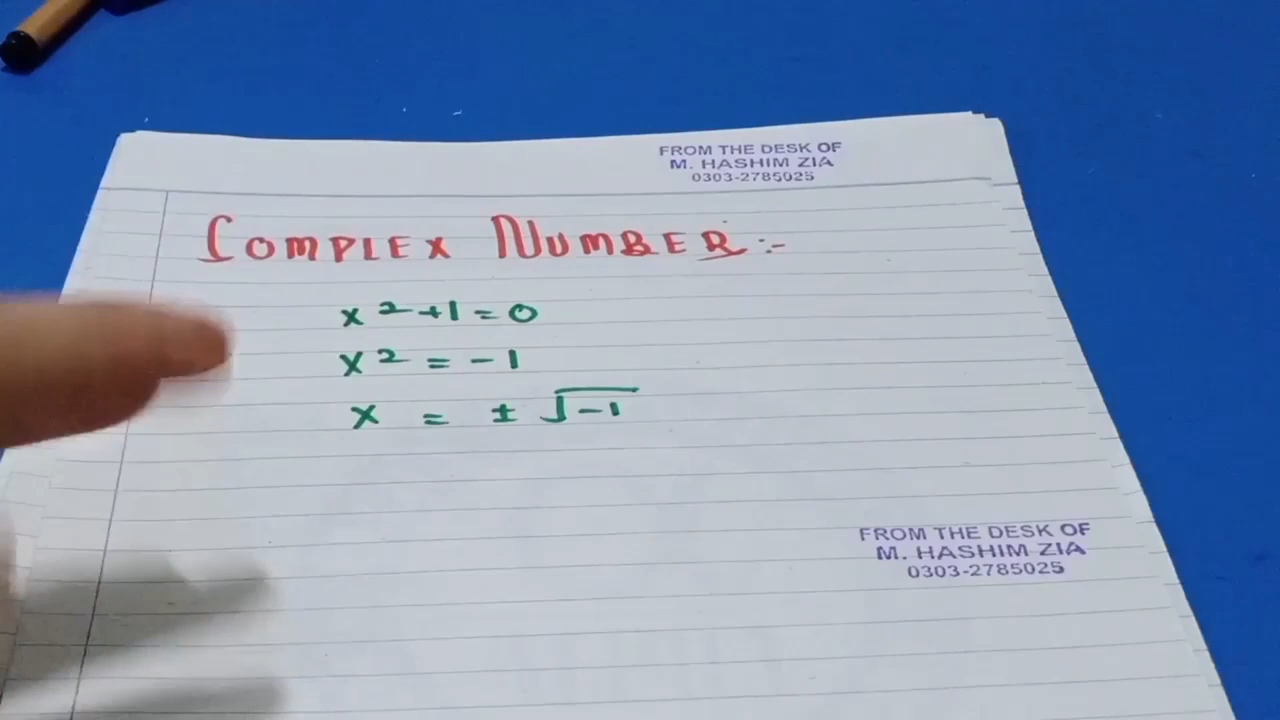 FROM THE DESK OF
M. HASHIM ZIA
0303-2785025
COMPLEX NUMBER:-
x² + 1 = 0
x² = -1
x = ± √-1
FROM THE DESK OF
M. HASHIM ZIA
0303-2785025